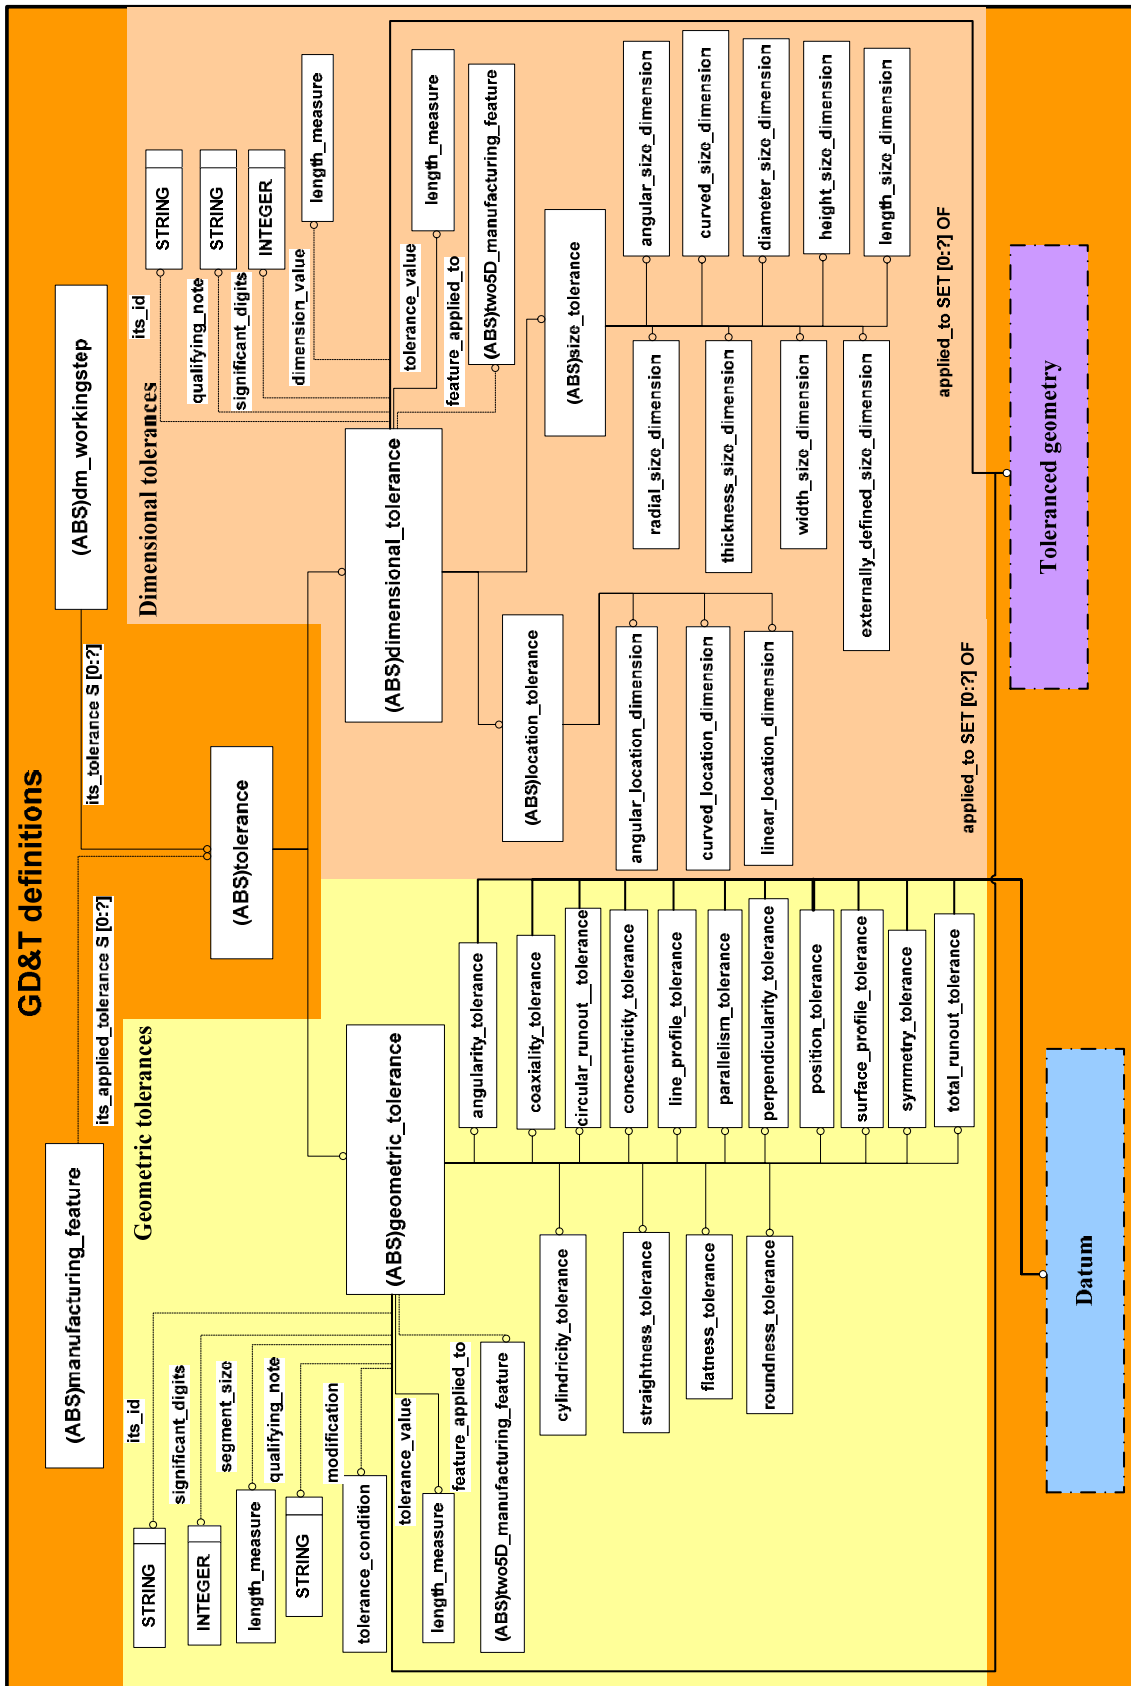 GD&T definitions
(ABS)manufacturing_feature
(ABS)dm_workingstep
its_applied_tolerance S [0:?]
its_tolerance S [0:?]
(ABS)tolerance
Geometric tolerances
its_id
STRING
significant_digits
INTEGER
segment_size
length_measure
qualifying_note
STRING
modification
tolerance_condition
tolerance_value
length_measure
feature_applied_to
(ABS)two5D_manufacturing_feature
(ABS)geometric_tolerance
cylindricity_tolerance
straightness_tolerance
flatness_tolerance
roundness_tolerance
angularity_tolerance
coaxiality_tolerance
circular_runout__tolerance
concentricity_tolerance
line_profile_tolerance
parallelism_tolerance
perpendicularity_tolerance
position_tolerance
surface_profile_tolerance
symmetry_tolerance
total_runout_tolerance
Dimensional tolerances
its_id
STRING
qualifying_note
STRING
significant_digits
INTEGER
dimension_value
length_measure
tolerance_value
length_measure
feature_applied_to
(ABS)two5D_manufacturing_feature
(ABS)dimensional_tolerance
(ABS)location_tolerance
angular_location_dimension
curved_location_dimension
linear_location_dimension
(ABS)size_tolerance
radial_size_dimension
thickness_size_dimension
width_size_dimension
externally_defined_size_dimension
angular_size_dimension
curved_size_dimension
diameter_size_dimension
height_size_dimension
length_size_dimension
applied_to SET [0:?] OF
applied_to SET [0:?] OF
Datum
Toleranced geometry